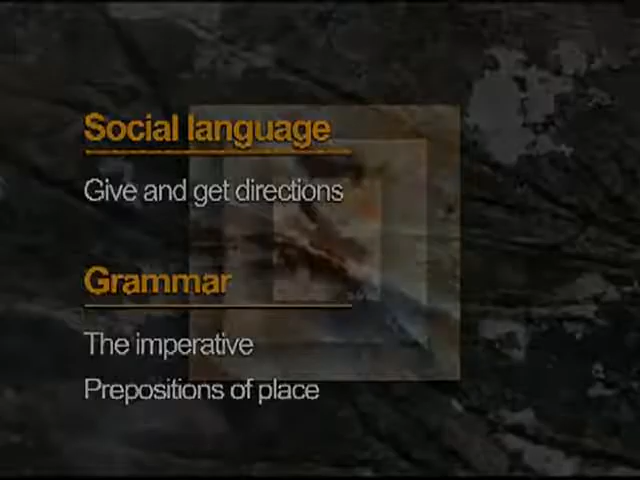 Social language
Give and get directions
Grammar
The imperative
Prepositions of place